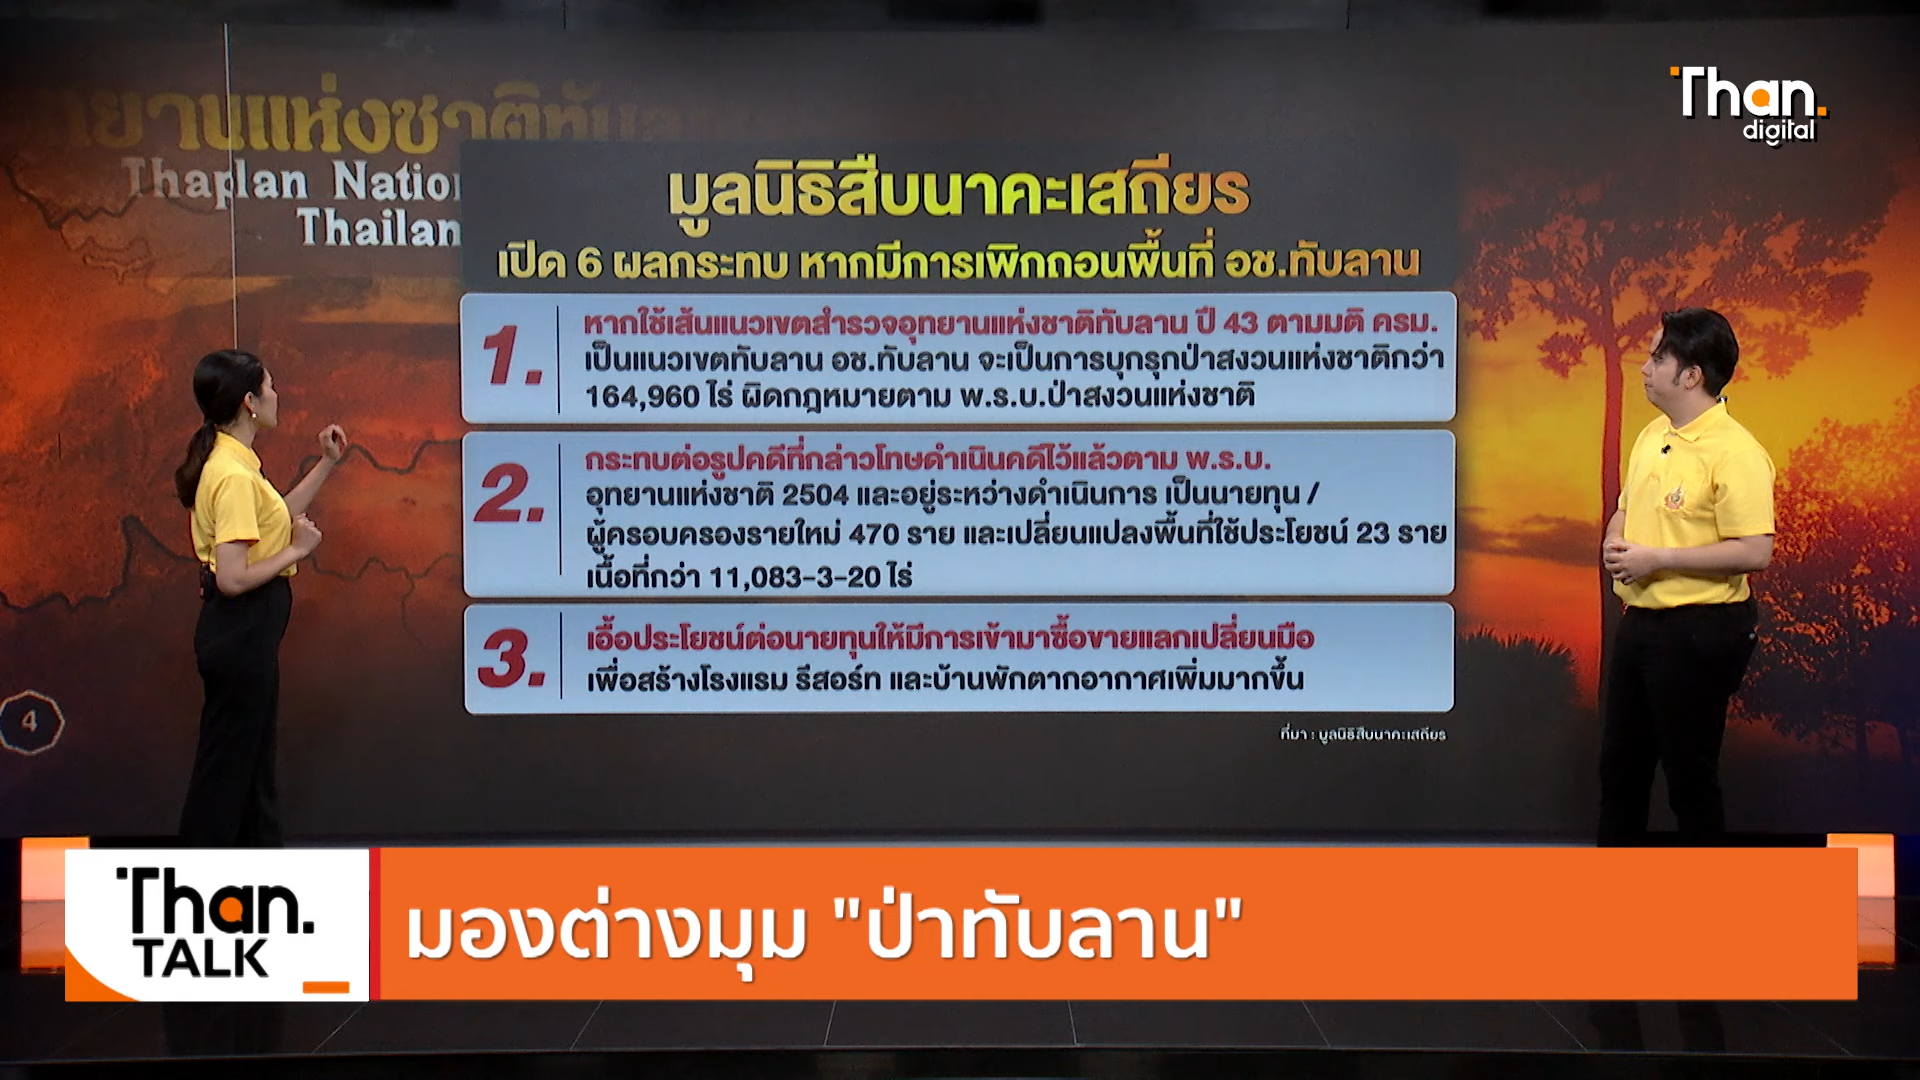 Than.
digital
ทยานแห่งชาติทับล
Thaplan Natio
Thailan
มูลนิธิสืบนาคะเสถียร
เปิด 6 ผลกระทบ หากมีการเพิกถอนพื้นที่ อช.ทับลาน
1.
หากใช้เส้นแนวเขตสำรวจอุทยานแห่งชาติทับลาน ปี 43 ตามมติ ครม.
เป็นแนวเขตทับลาน อช.ทับลาน จะเป็นการบุกรุกป่าสงวนแห่งชาติกว่า
164,960 ไร่ ผิดกฎหมายตาม พ.ร.บ.ป่าสงวนแห่งชาติ
2.
กระทบต่อรูปคดีที่กล่าวโทษดำเนินคดีไว้แล้วตาม พ.ร.บ.
อุทยานแห่งชาติ 2504 และอยู่ระหว่างดำเนินการ เป็นนายทุน /
ผู้ครอบครองรายใหม่ 470 ราย และเปลี่ยนแปลงพื้นที่ใช้ประโยชน์ 23 ราย
เนื้อที่กว่า 11,083-3-20 ไร่
3.
เอื้อประโยชน์ต่อนายทุนให้มีการเข้ามาซื้อขายแลกเปลี่ยนมือ
เพื่อสร้างโรงแรม รีสอร์ท และบ้านพักตากอากาศเพิ่มมากขึ้น
ที่มา : มูลนิธิสืบนาคะเสถียร
4
Than.
TALK
มองต่างมุม "ป่าทับลาน"